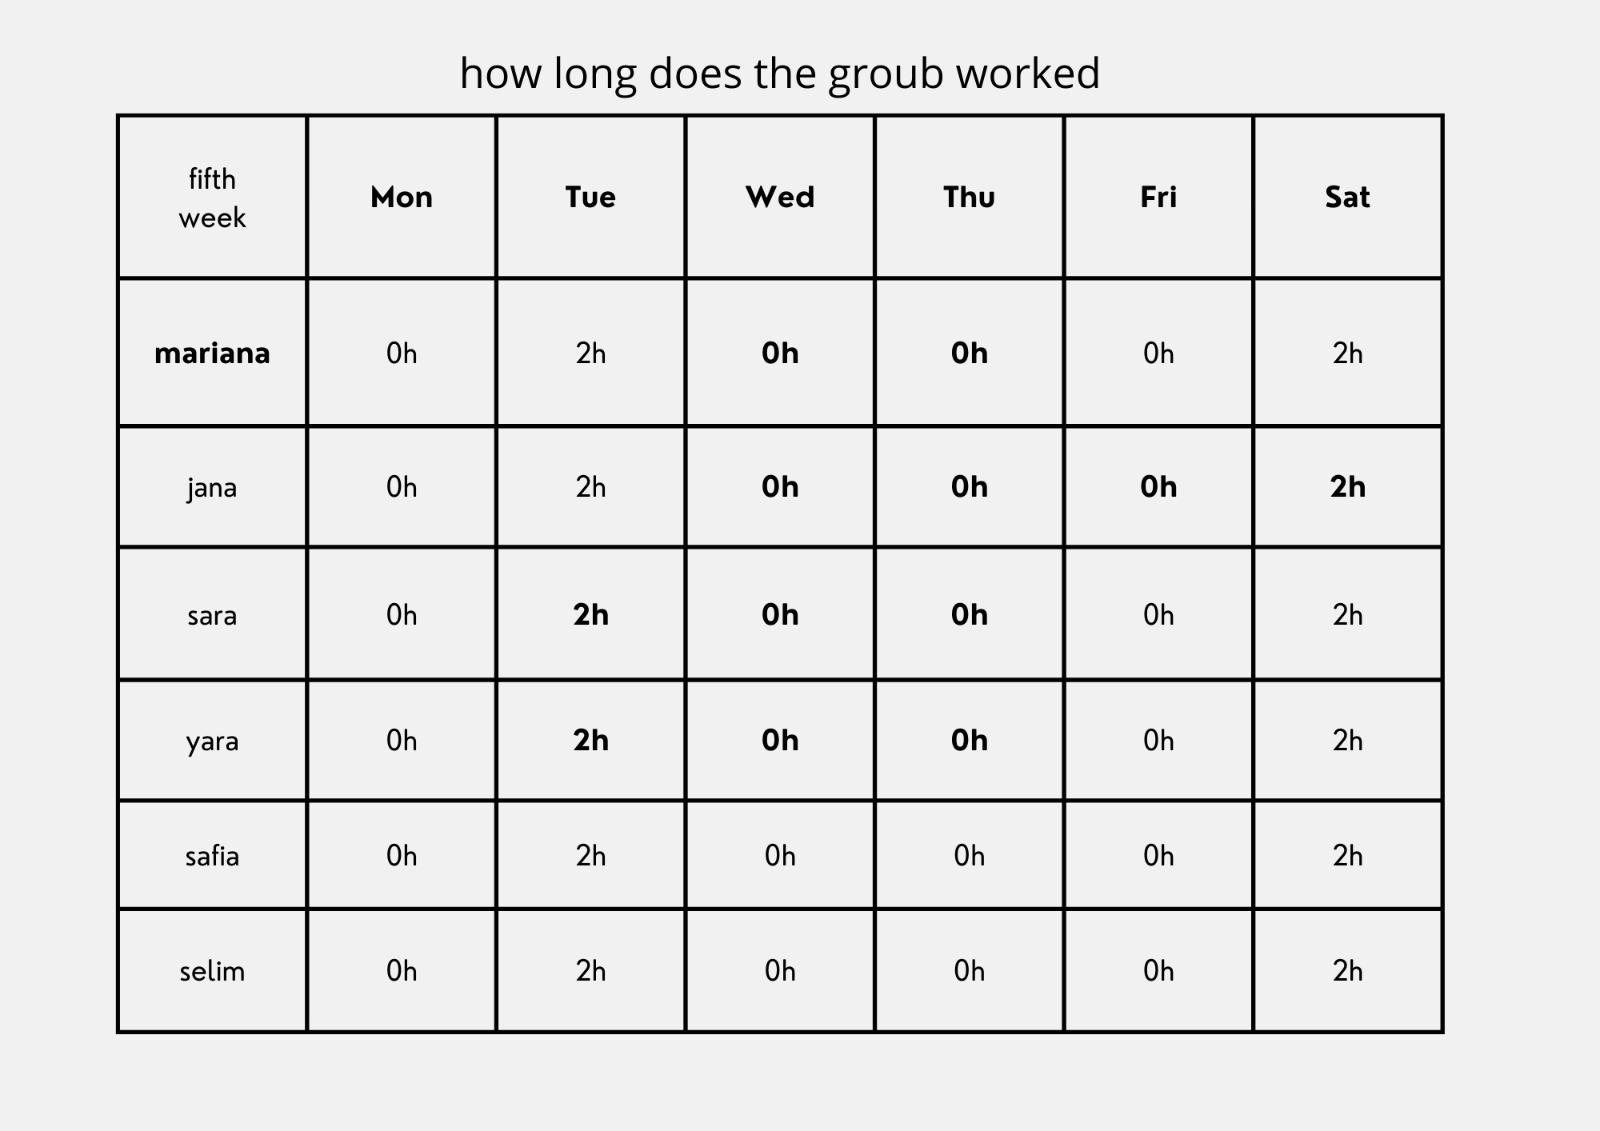 how long does the groub worked
fifth
week
Mon Tue Wed Thu Fri Sat
mariana 0h 2h 0h 0h 0h 2h
jana 0h 2h 0h 0h 0h 2h
sara 0h 2h 0h 0h 0h 2h
yara 0h 2h 0h 0h 0h 2h
safia 0h 2h 0h 0h 0h 2h
selim 0h 2h 0h 0h 0h 2h